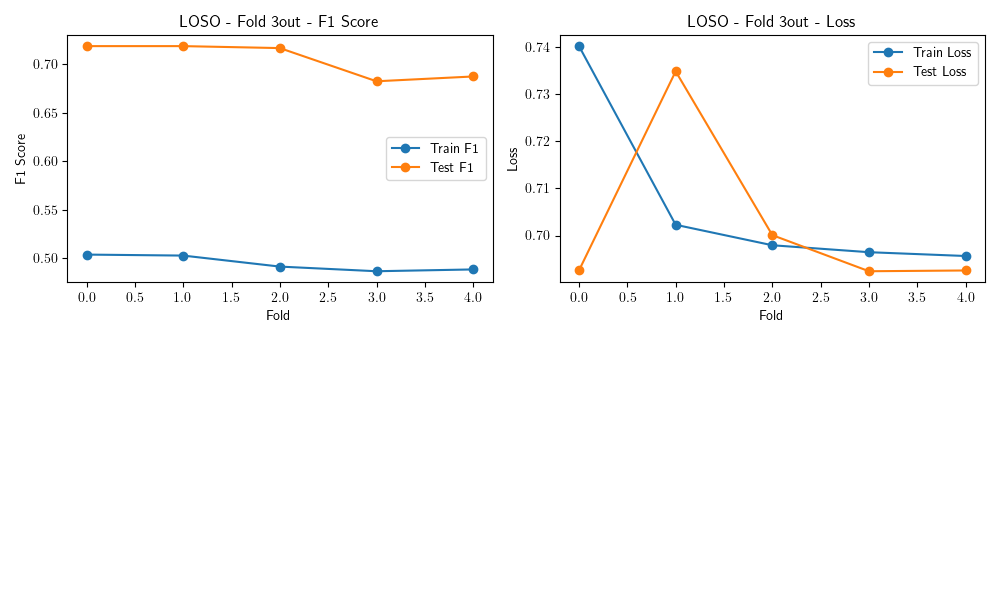 LOSO - Fold 3out - F1 Score
F1 Score
0.70
0.65
0.60
0.55
0.50
Train F1
Test F1
0.0 0.5 1.0 1.5 2.0 2.5 3.0 3.5 4.0
Fold
LOSO - Fold 3out - Loss
Loss
0.74
0.73
0.72
0.71
0.70
Train Loss
Test Loss
0.0 0.5 1.0 1.5 2.0 2.5 3.0 3.5 4.0
Fold